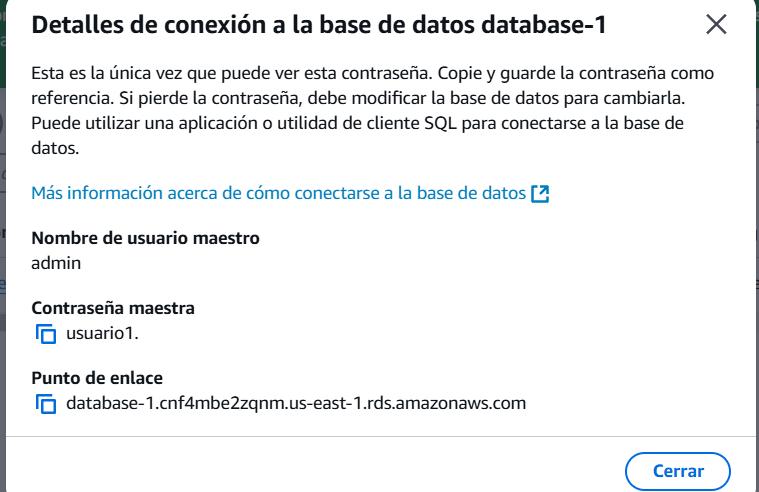 Detalles de conexión a la base de datos database-1
Esta es la única vez que puede ver esta contraseña. Copie y guarde la contraseña como
referencia. Si pierde la contraseña, debe modificar la base de datos para cambiarla.
Puede utilizar una aplicación o utilidad de cliente SQL para conectarse a la base de
datos.
Más información acerca de cómo conectarse a la base de datos
Nombre de usuario maestro
admin
Contraseña maestra
usuario1.
Punto de enlace
database-1.cnf4mbe2zqnm.us-east-1.rds.amazonaws.com
Cerrar